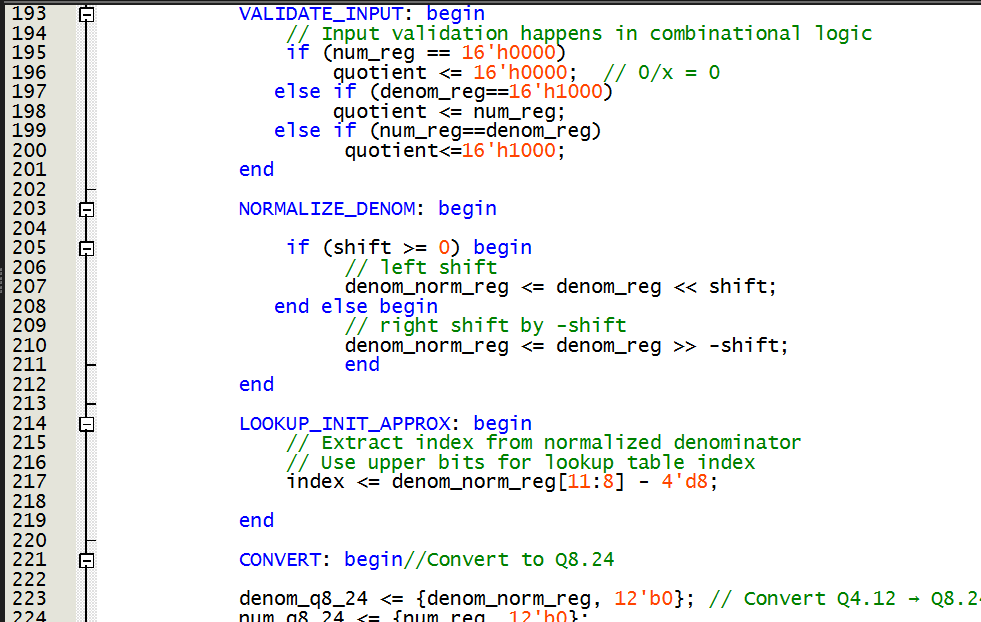 193 VALIDATE_INPUT: begin
194 // Input validation happens in combinational logic
195 if (num_reg == 16'h0000)
196 quotient <= 16'h0000; // 0/x = 0
197 else if (denom_reg==16'h1000)
198 quotient <= num_reg;
199 else if (num_reg==denom_reg)
200 quotient<=16'h1000;
201 end
202
203 NORMALIZE_DENOM: begin
204
205 if (shift >= 0) begin
206 // left shift
207 denom_norm_reg <= denom_reg << shift;
208 end else begin
209 // right shift by -shift
210 denom_norm_reg <= denom_reg >> -shift;
211 end
212 end
213
214 LOOKUP_INIT_APPROX: begin
215 // Extract index from normalized denominator
216 // Use upper bits for lookup table index
217 index <= denom_norm_reg[11:8] - 4'd8;
218
219 end
220
221 CONVERT: begin//Convert to Q8.24
222
223 denom_q8_24 <= {denom_norm_reg, 12'b0}; // Convert Q4.12 → Q8.24
224 num_q8_24 <= {num_reg, 12'b0};